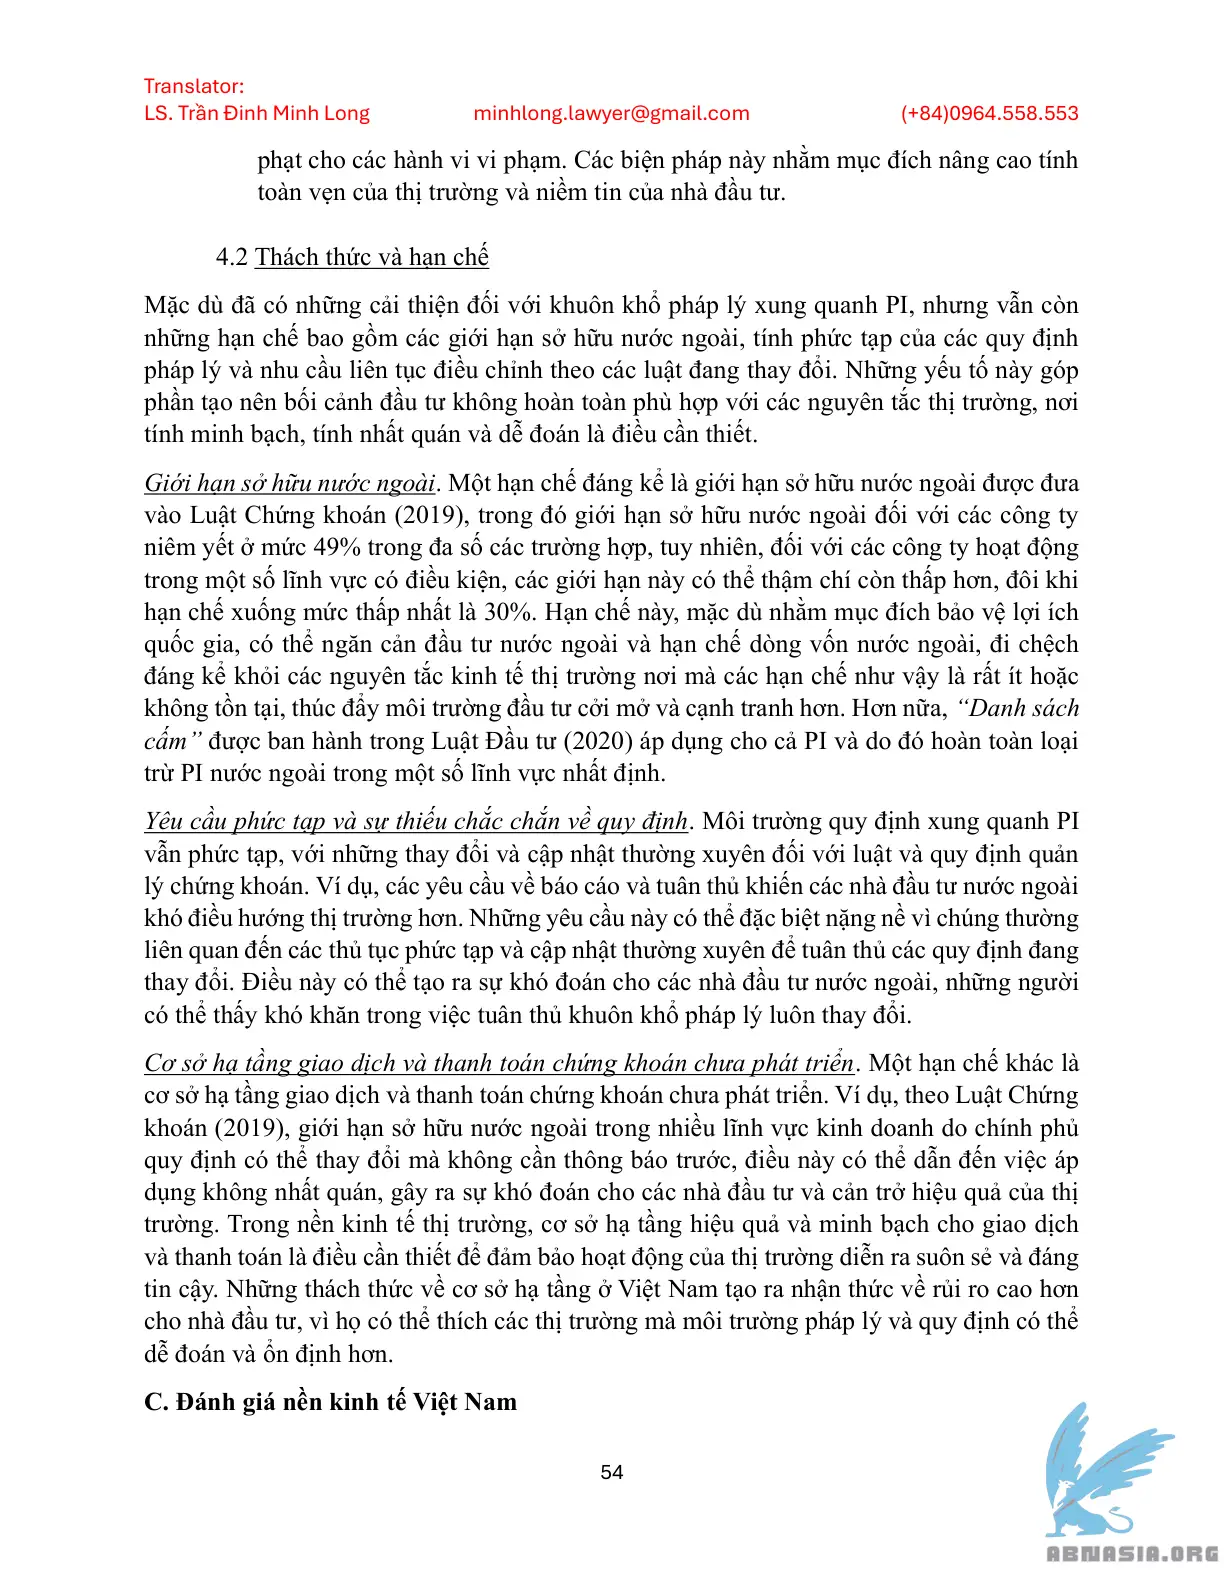 Translator:
LS. Trần Đinh Minh Long minhlong.lawyer@gmail.com (+84)0964.558.553
phạt cho các hành vi vi phạm. Các biện pháp này nhằm mục đích nâng cao tính
toàn vẹn của thị trường và niềm tin của nhà đầu tư.
4.2 Thách thức và hạn chế
Mặc dù đã có những cải thiện đối với khuôn khổ pháp lý xung quanh PI, nhưng vẫn còn
những hạn chế bao gồm các giới hạn sở hữu nước ngoài, tính phức tạp của các quy định
pháp lý và nhu cầu liên tục điều chỉnh theo các luật đang thay đổi. Những yếu tố này góp
phần tạo nên bối cảnh đầu tư không hoàn toàn phù hợp với các nguyên tắc thị trường, nơi
tính minh bạch, tính nhất quán và dễ đoán là điều cần thiết.
Giới hạn sở hữu nước ngoài. Một hạn chế đáng kể là giới hạn sở hữu nước ngoài được đưa
vào Luật Chứng khoán (2019), trong đó giới hạn sở hữu nước ngoài đối với các công ty
niêm yết ở mức 49% trong đa số các trường hợp, tuy nhiên, đối với các công ty hoạt động
trong một số lĩnh vực có điều kiện, các giới hạn này có thể thậm chí còn thấp hơn, đôi khi
hạn chế xuống mức thấp nhất là 30%. Hạn chế này, mặc dù nhằm mục đích bảo vệ lợi ích
quốc gia, có thể ngăn cản đầu tư nước ngoài và hạn chế dòng vốn nước ngoài, đi chệch
đáng kể khỏi các nguyên tắc kinh tế thị trường nơi mà các hạn chế như vậy là rất ít hoặc
không tồn tại, thúc đẩy môi trường đầu tư cởi mở và cạnh tranh hơn. Hơn nữa, “Danh sách
cấm” được ban hành trong Luật Đầu tư (2020) áp dụng cho cả PI và do đó hoàn toàn loại
trừ PI nước ngoài trong một số lĩnh vực nhất định.
Yêu cầu phức tạp và sự thiếu chắc chắn về quy định. Môi trường quy định xung quanh PI
vẫn phức tạp, với những thay đổi và cập nhật thường xuyên đối với luật và quy định quản
lý chứng khoán. Ví dụ, các yêu cầu về báo cáo và tuân thủ khiến các nhà đầu tư nước ngoài
khó điều hướng thị trường hơn. Những yêu cầu này có thể đặc biệt nặng nề vì chúng thường
liên quan đến các thủ tục phức tạp và cập nhật thường xuyên để tuân thủ các quy định đang
thay đổi. Điều này có thể tạo ra sự khó đoán cho các nhà đầu tư nước ngoài, những người
có thể thấy khó khăn trong việc tuân thủ khuôn khổ pháp lý luôn thay đổi.
Cơ sở hạ tầng giao dịch và thanh toán chứng khoán chưa phát triển. Một hạn chế khác là
cơ sở hạ tầng giao dịch và thanh toán chứng khoán chưa phát triển. Ví dụ, theo Luật Chứng
khoán (2019), giới hạn sở hữu nước ngoài trong nhiều lĩnh vực kinh doanh do chính phủ
quy định có thể thay đổi mà không cần thông báo trước, điều này có thể dẫn đến việc áp
dụng không nhất quán, gây ra sự khó đoán cho các nhà đầu tư và cản trở hiệu quả của thị
trường. Trong nền kinh tế thị trường, cơ sở hạ tầng hiệu quả và minh bạch cho giao dịch
và thanh toán là điều cần thiết để đảm bảo hoạt động của thị trường diễn ra suôn sẻ và đáng
tin cậy. Những thách thức về cơ sở hạ tầng ở Việt Nam tạo ra nhận thức về rủi ro cao hơn
cho nhà đầu tư, vì họ có thể thích các thị trường mà môi trường pháp lý và quy định có thể
dễ đoán và ổn định hơn.
C. Đánh giá nền kinh tế Việt Nam
54
ABNASIA.ORG